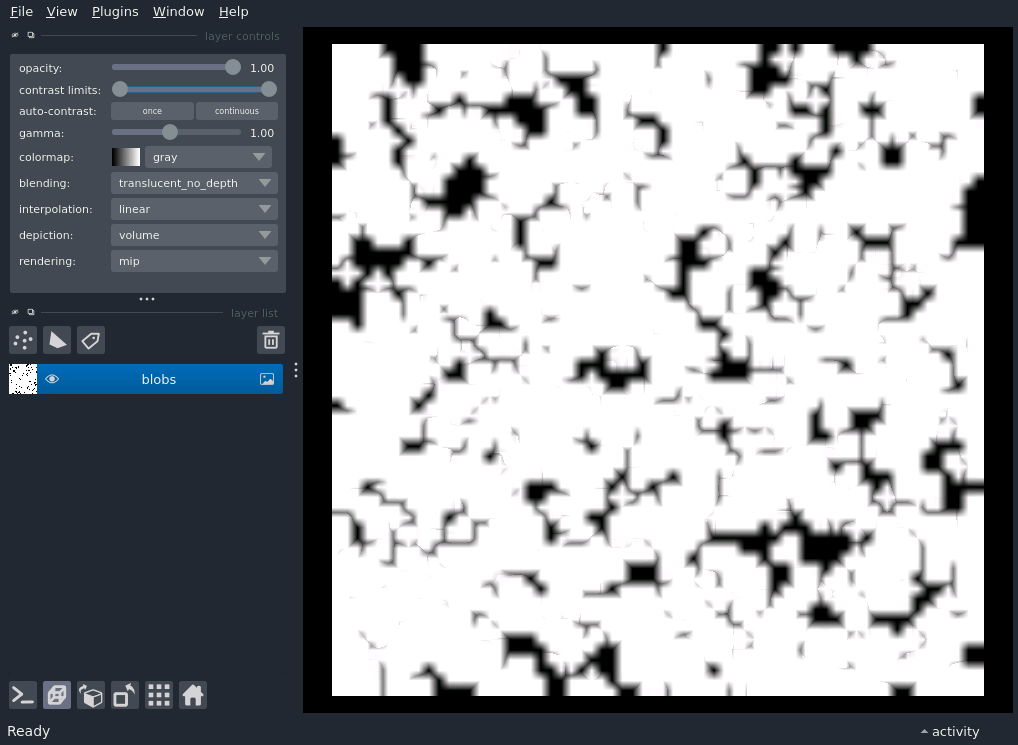 File View Plugins Window Help
layer controls
opacity: 1.00
contrast limits:
auto-contrast: once continuous
gamma: 1.00
colormap: gray
blending: translucent_no_depth
interpolation: linear
depiction: volume
rendering: mip
layer list
blobs
Ready activity